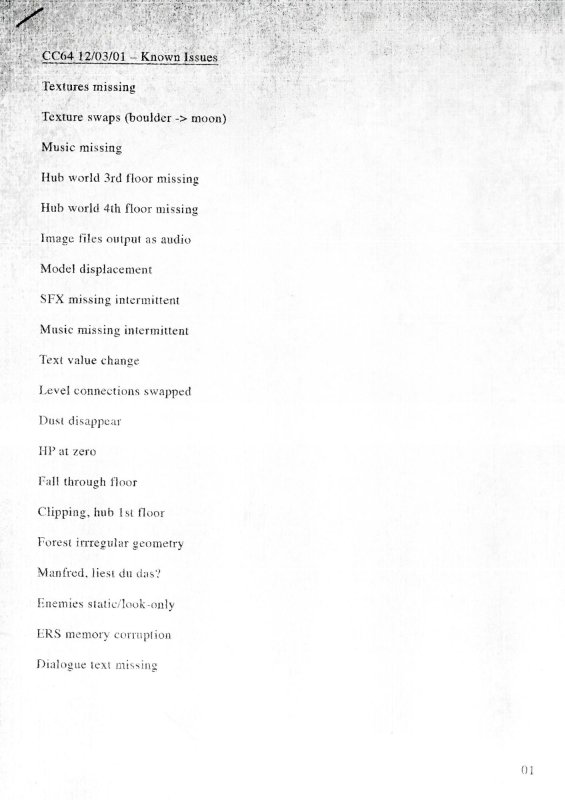 CC64 12/03/01 – Known Issues
Textures missing
Texture swaps (boulder -> moon)
Music missing
Hub world 3rd floor missing
Hub world 4th floor missing
Image files output as audio
Model displacement
SFX missing intermittent
Music missing intermittent
Text value change
Level connections swapped
Dust disappear
HP at zero
Fall through floor
Clipping, hub 1st floor
Forest irrregular geometry
Manfred, liest du das?
Enemies static/look-only
ERS memory corruption
Dialogue text missing
01